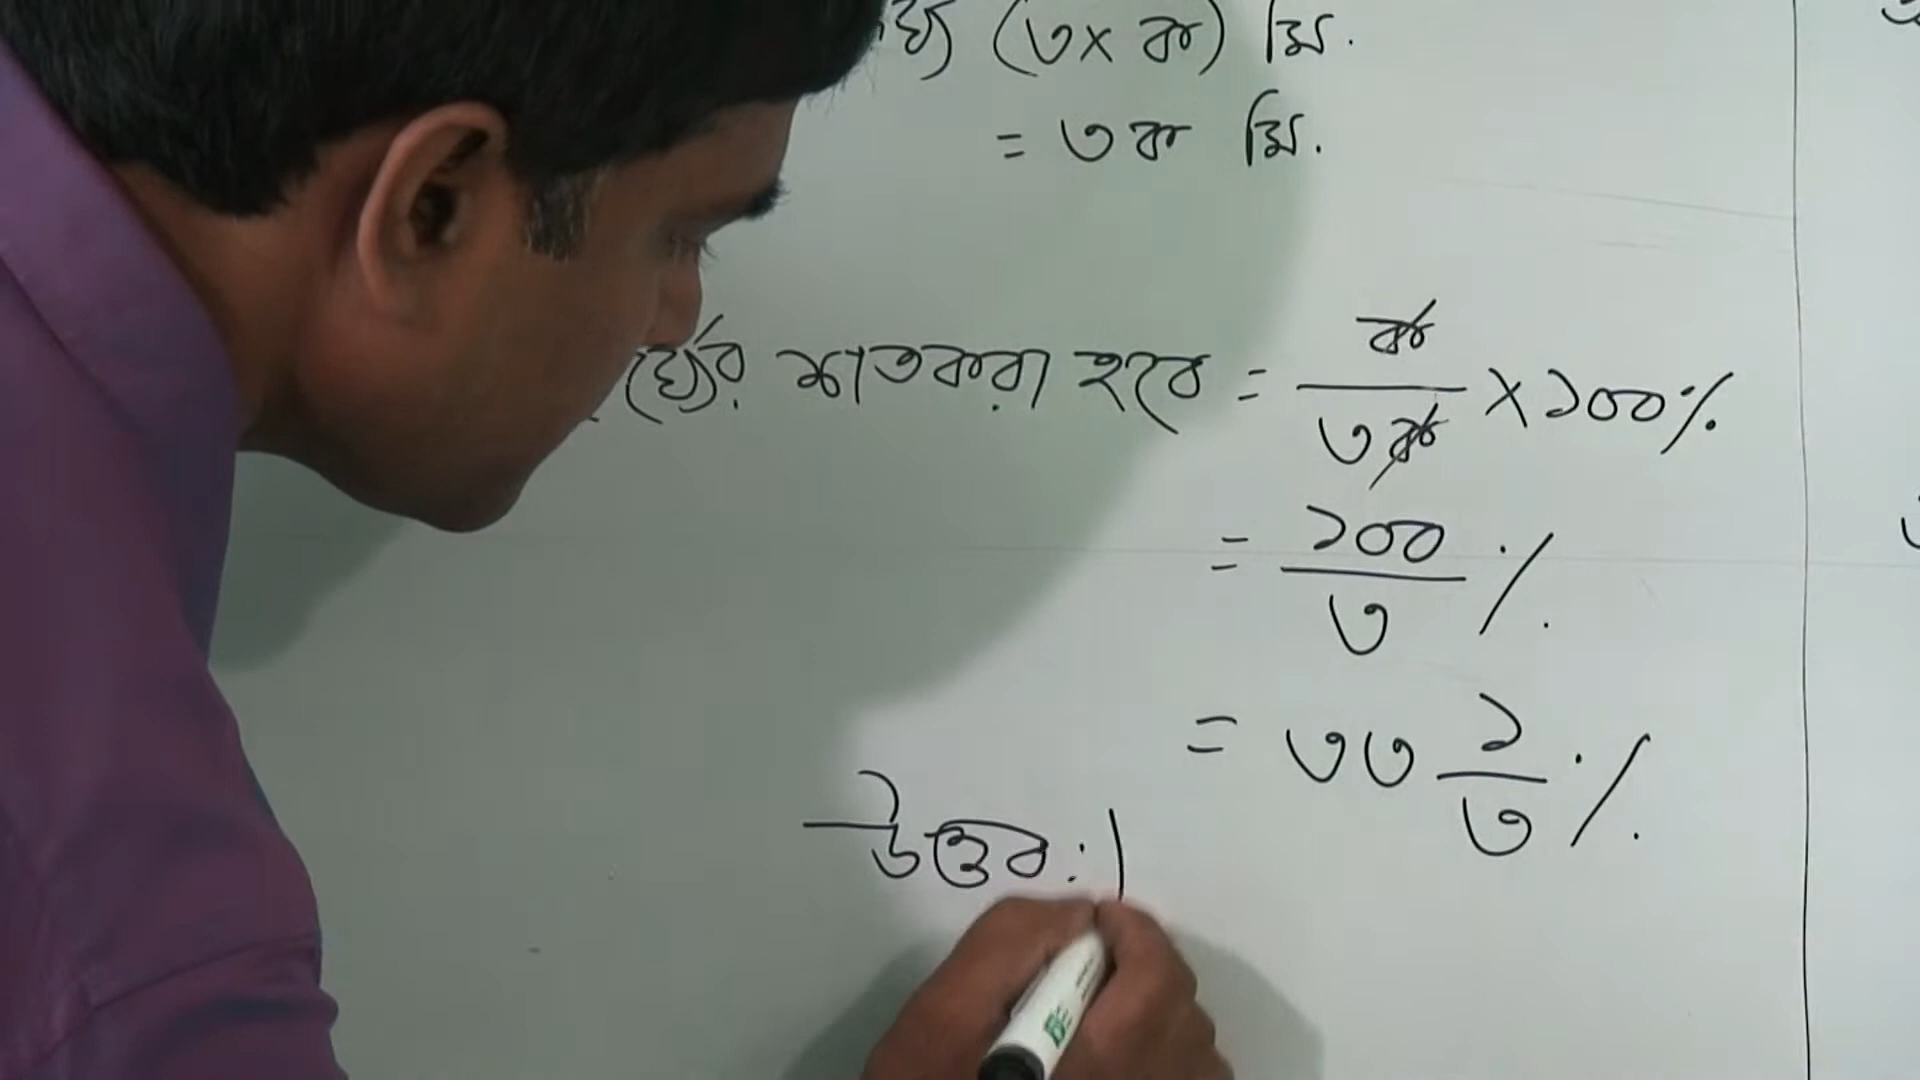 (৩× ক) মি.
= ৩ক মি.
শতকরা হবে = ক/৩ক × ১০০%
= ১০০/৩ %
= ৩৩ ১/৩ %
উত্তর: